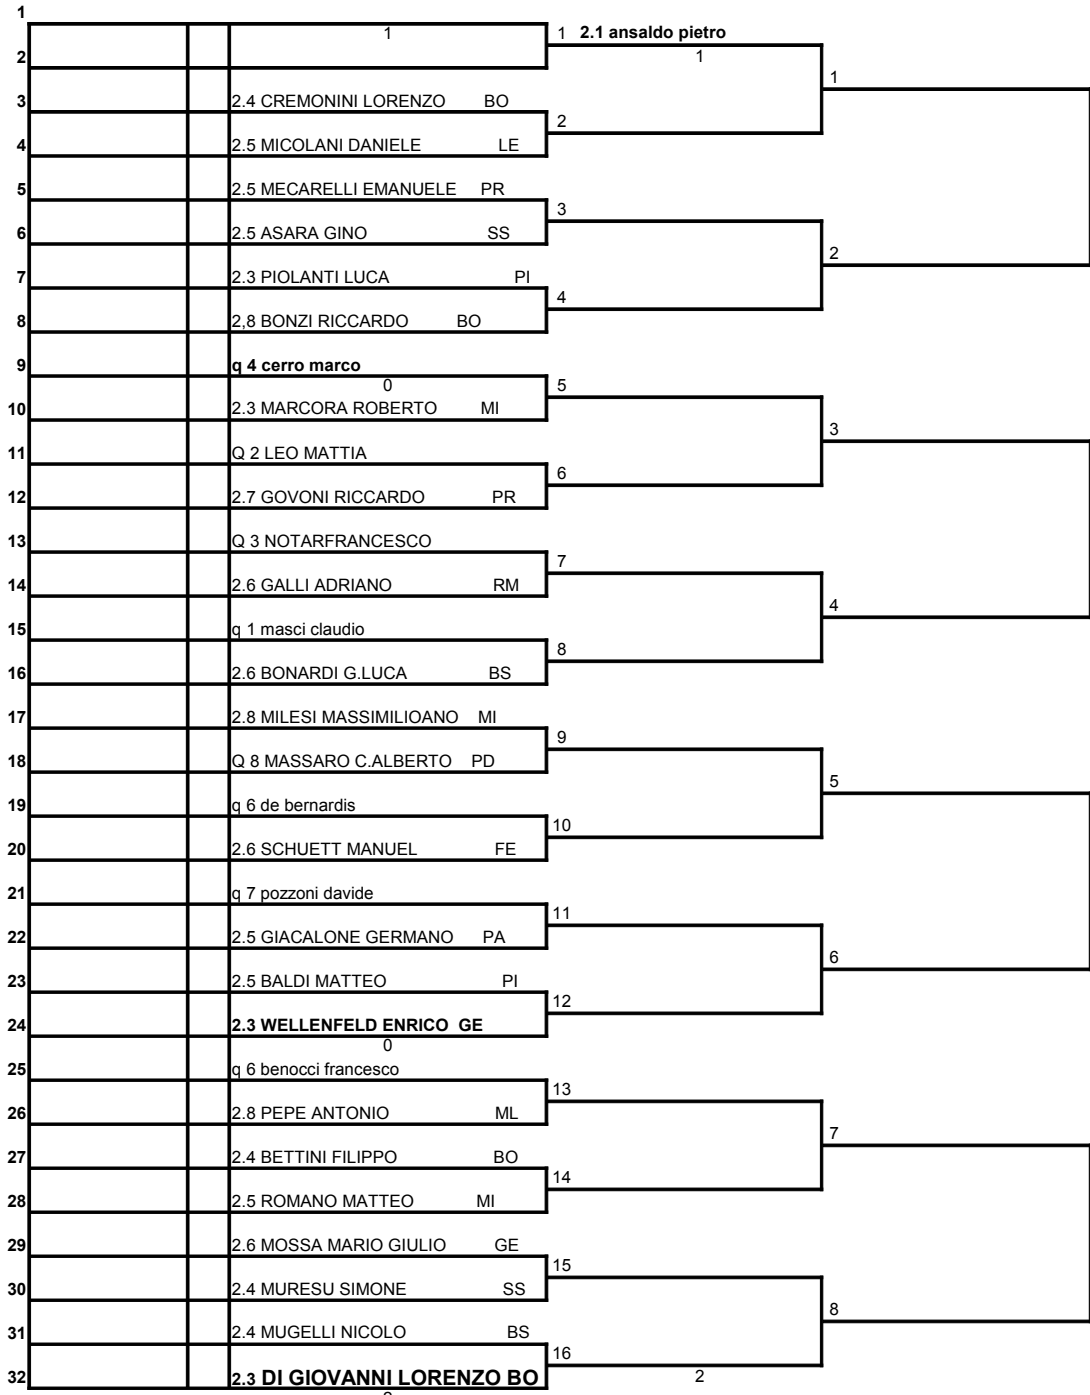 1
1
1 2.1 ansaldo pietro
2
1
1
3 2.4 CREMONINI LORENZO BO
2
4 2.5 MICOLANI DANIELE LE
5 2.5 MECARELLI EMANUELE PR
3
6 2.5 ASARA GINO SS
2
7 2.3 PIOLANTI LUCA PI
4
8 2,8 BONZI RICCARDO BO
9 q 4 cerro marco
0
5
10 2.3 MARCORA ROBERTO MI
3
11 Q 2 LEO MATTIA
6
12 2.7 GOVONI RICCARDO PR
13 Q 3 NOTARFRANCESCO
7
14 2.6 GALLI ADRIANO RM
4
15 q 1 masci claudio
8
16 2.6 BONARDI G.LUCA BS
17 2.8 MILESI MASSIMILIOANO MI
9
18 Q 8 MASSARO C.ALBERTO PD
5
19 q 6 de bernardis
10
20 2.6 SCHUETT MANUEL FE
21 q 7 pozzoni davide
11
22 2.5 GIACALONE GERMANO PA
6
23 2.5 BALDI MATTEO PI
12
24 2.3 WELLENFELD ENRICO GE
0
25 q 6 benocci francesco
13
26 2.8 PEPE ANTONIO ML
7
27 2.4 BETTINI FILIPPO BO
14
28 2.5 ROMANO MATTEO MI
29 2.6 MOSSA MARIO GIULIO GE
15
30 2.4 MURESU SIMONE SS
8
31 2.4 MUGELLI NICOLO BS
16
32 2.3 DI GIOVANNI LORENZO BO
2